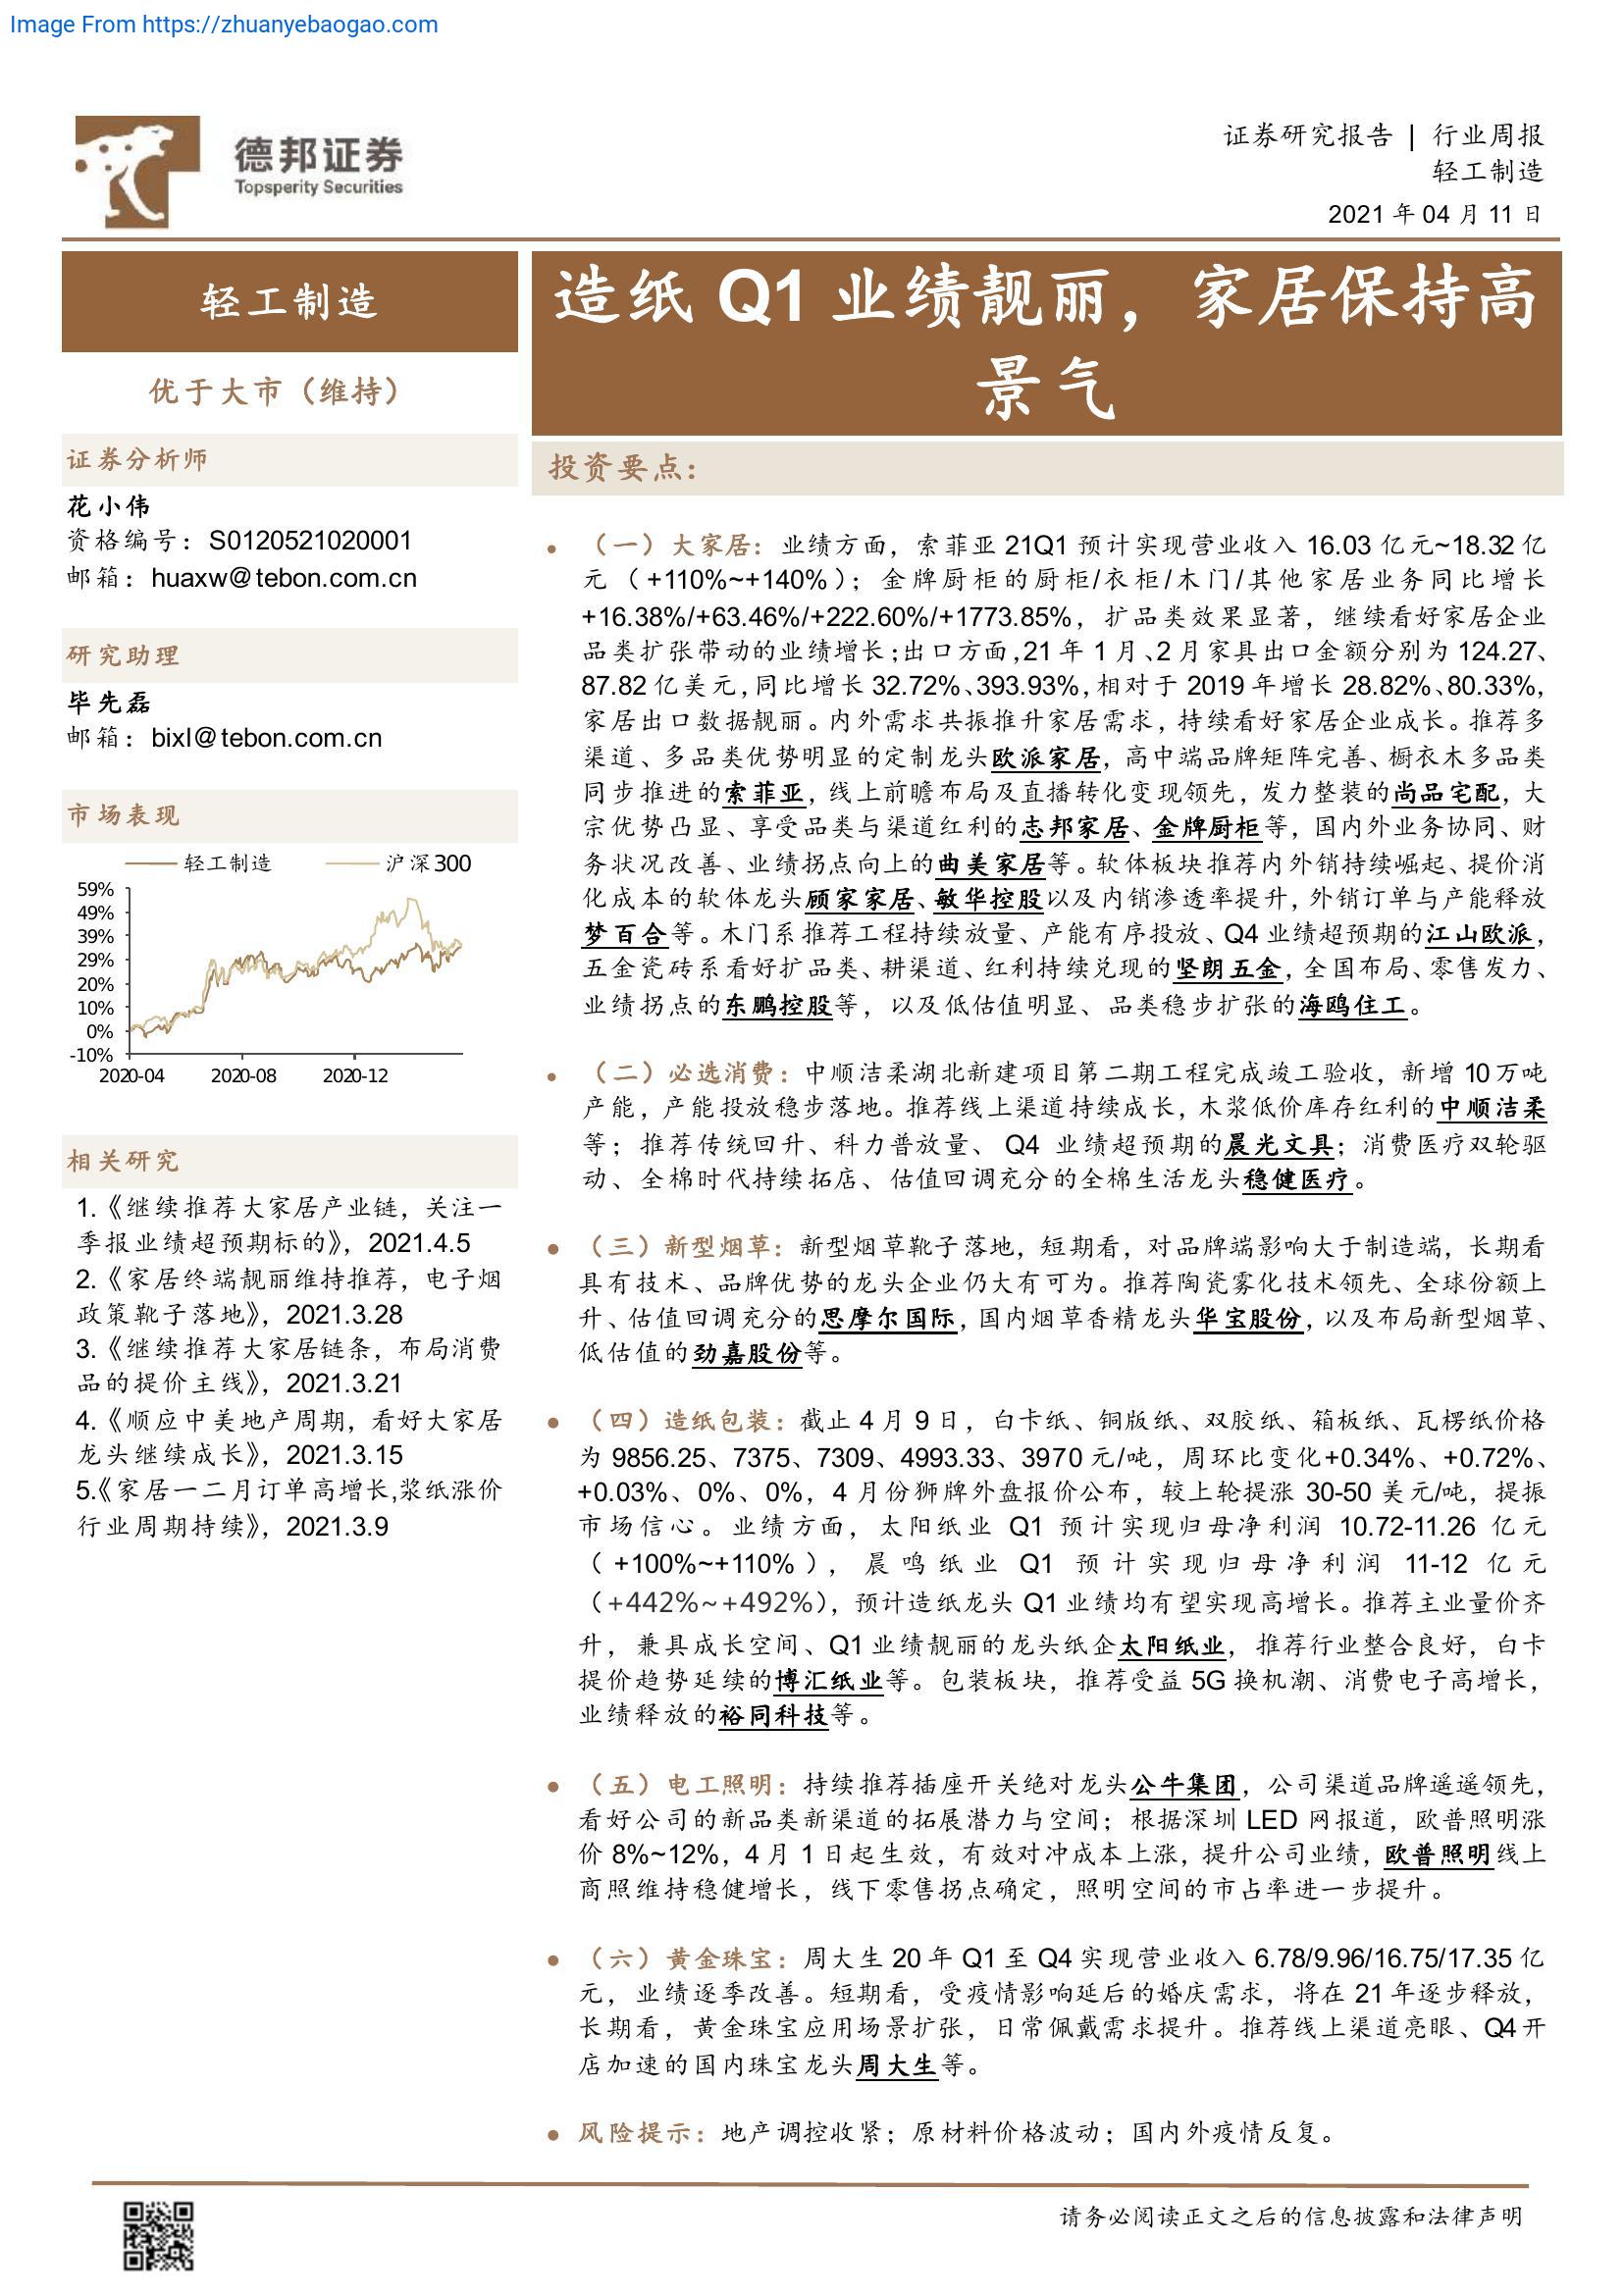 Image From https://zhuanyebaogao.com
德邦证券
Topsperity Securities
证券研究报告 | 行业周报
轻工制造
2021 年 04 月 11 日
轻工制造
优于大市（维持）
证券分析师
花小伟
资格编号：S0120521020001
邮箱：huaxw@tebon.com.cn
研究助理
毕先磊
邮箱：bixl@tebon.com.cn
市场表现
轻工制造 沪深300
59%
49%
39%
29%
20%
10%
0%
-10%
2020-04 2020-08 2020-12
相关研究
1.《继续推荐大家居产业链，关注一
季报业绩超预期标的》，2021.4.5
2.《家居终端靓丽维持推荐，电子烟
政策靴子落地》，2021.3.28
3.《继续推荐大家居链条，布局消费
品的提价主线》，2021.3.21
4.《顺应中美地产周期，看好大家居
龙头继续成长》，2021.3.15
5.《家居一二月订单高增长,浆纸涨价
行业周期持续》，2021.3.9
造纸 Q1 业绩靓丽，家居保持高
景气
投资要点：
• （一）大家居：业绩方面，索菲亚 21Q1 预计实现营业收入 16.03 亿元~18.32 亿
元（+110%~+140%）；金牌厨柜的厨柜/衣柜/木门/其他家居业务同比增长
+16.38%/+63.46%/+222.60%/+1773.85%，扩品类效果显著，继续看好家居企业
品类扩张带动的业绩增长；出口方面，21 年 1 月、2 月家具出口金额分别为 124.27、
87.82 亿美元，同比增长 32.72%、393.93%，相对于 2019 年增长 28.82%、80.33%，
家居出口数据靓丽。内外需求共振推升家居需求，持续看好家居企业成长。推荐多
渠道、多品类优势明显的定制龙头欧派家居，高中端品牌矩阵完善、橱衣木多品类
同步推进的索菲亚，线上前瞻布局及直播转化变现领先，发力整装的尚品宅配，大
宗优势凸显、享受品类与渠道红利的志邦家居、金牌厨柜等，国内外业务协同、财
务状况改善、业绩拐点向上的曲美家居等。软体板块推荐内外销持续崛起、提价消
化成本的软体龙头顾家家居、敏华控股以及内销渗透率提升，外销订单与产能释放
梦百合等。木门系推荐工程持续放量、产能有序投放、Q4 业绩超预期的江山欧派，
五金瓷砖系看好扩品类、耕渠道、红利持续兑现的坚朗五金，全国布局、零售发力、
业绩拐点的东鹏控股等，以及低估值明显、品类稳步扩张的海鸥住工。
• （二）必选消费：中顺洁柔湖北新建项目第二期工程完成竣工验收，新增 10 万吨
产能，产能投放稳步落地。推荐线上渠道持续成长，木浆低价库存红利的中顺洁柔
等；推荐传统回升、科力普放量、Q4 业绩超预期的晨光文具；消费医疗双轮驱
动、全棉时代持续拓店、估值回调充分的全棉生活龙头稳健医疗。
• （三）新型烟草：新型烟草靴子落地，短期看，对品牌端影响大于制造端，长期看
具有技术、品牌优势的龙头企业仍大有可为。推荐陶瓷雾化技术领先、全球份额上
升、估值回调充分的思摩尔国际，国内烟草香精龙头华宝股份，以及布局新型烟草、
低估值的劲嘉股份等。
• （四）造纸包装：截止 4 月 9 日，白卡纸、铜版纸、双胶纸、箱板纸、瓦楞纸价格
为 9856.25、7375、7309、4993.33、3970 元/吨，周环比变化+0.34%、+0.72%、
+0.03%、0%、0%，4 月份狮牌外盘报价公布，较上轮提涨 30-50 美元/吨，提振
市场信心。业绩方面，太阳纸业 Q1 预计实现归母净利润 10.72-11.26 亿元
（+100%~+110%），晨鸣纸业 Q1 预计实现归母净利润 11-12 亿元
（+442%~+492%），预计造纸龙头 Q1 业绩均有望实现高增长。推荐主业量价齐
升，兼具成长空间、Q1 业绩靓丽的龙头纸企太阳纸业，推荐行业整合良好，白卡
提价趋势延续的博汇纸业等。包装板块，推荐受益 5G 换机潮、消费电子高增长，
业绩释放的裕同科技等。
• （五）电工照明：持续推荐插座开关绝对龙头公牛集团，公司渠道品牌遥遥领先，
看好公司的新品类新渠道的拓展潜力与空间；根据深圳 LED 网报道，欧普照明涨
价 8%~12%，4 月 1 日起生效，有效对冲成本上涨，提升公司业绩，欧普照明线上
商照维持稳健增长，线下零售拐点确定，照明空间的市占率进一步提升。
• （六）黄金珠宝：周大生 20 年 Q1 至 Q4 实现营业收入 6.78/9.96/16.75/17.35 亿
元，业绩逐季改善。短期看，受疫情影响延后的婚庆需求，将在 21 年逐步释放，
长期看，黄金珠宝应用场景扩张，日常佩戴需求提升。推荐线上渠道亮眼、Q4 开
店加速的国内珠宝龙头周大生等。
• 风险提示：地产调控收紧；原材料价格波动；国内外疫情反复。
请务必阅读正文之后的信息披露和法律声明